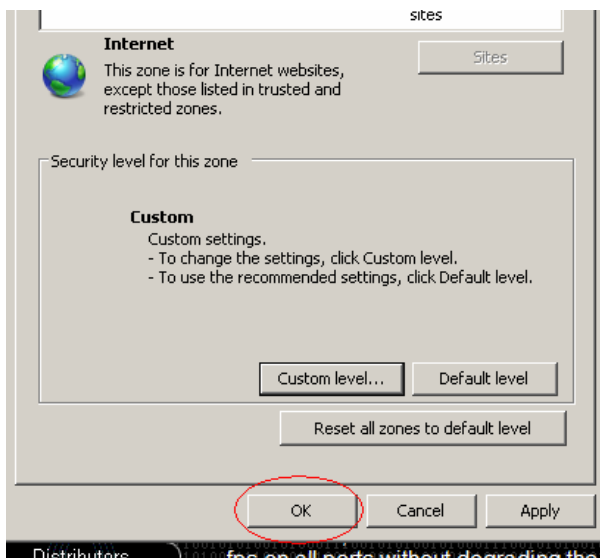 sites
Internet
This zone is for Internet websites,
except those listed in trusted and
restricted zones.
Sites
Security level for this zone
Custom
Custom settings.
- To change the settings, click Custom level.
- To use the recommended settings, click Default level.
Custom level...
Default level
Reset all zones to default level
OK
Cancel
Apply
Distributors
fps on all ports without degrading the